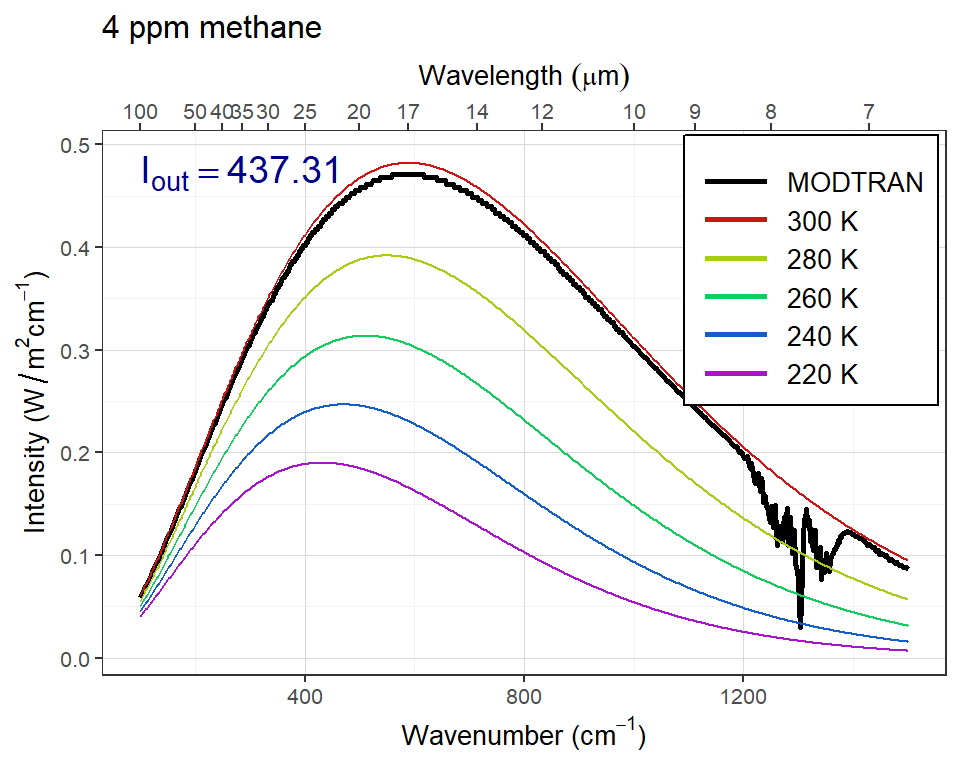 4 ppm methane
Wavelength (μm)
100 50 40 35 30 25 20 17 14 12 10 9 8 7
I_out = 437.31
MODTRAN
300 K
280 K
260 K
240 K
220 K
0.5
0.4
0.3
0.2
0.1
0.0
Intensity (W / m²cm⁻¹)
400 800 1200
Wavenumber (cm⁻¹)